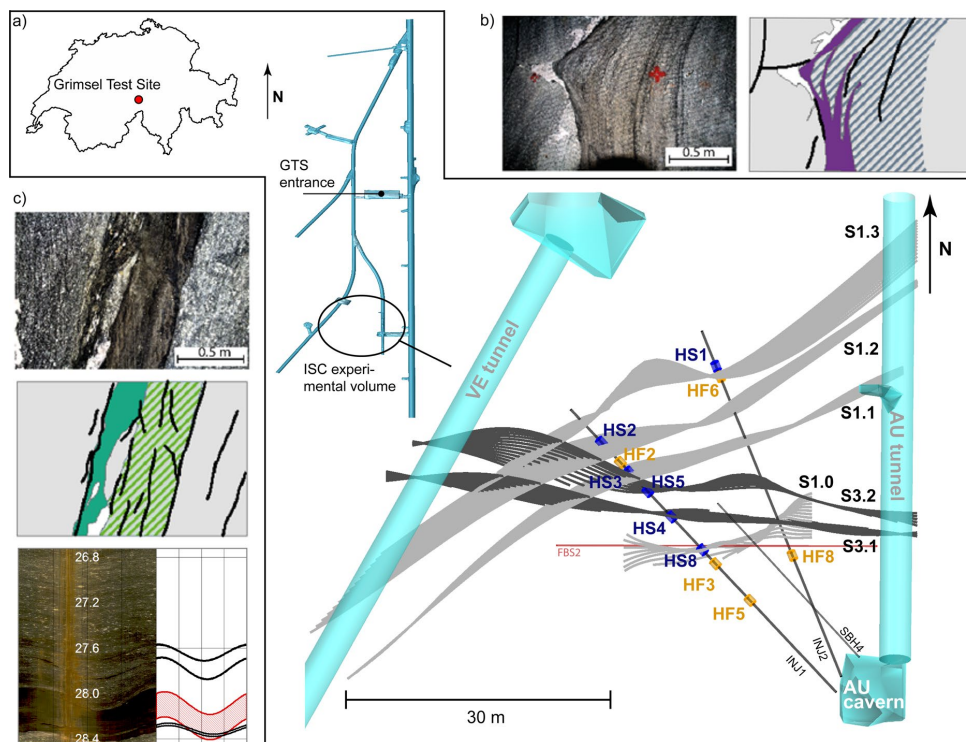 a)
Grimsel Test Site
N
GTS
entrance
ISC experi-
mental volume
b)
0.5 m
c)
0.5 m
26.8
27.2
27.6
28.0
28.4
N
VE tunnel
AU tunnel
S1.3
S1.2
S1.1
S1.0
S3.2
S3.1
HS1
HF6
HS2
HF2
HS3
HS5
HS4
HS8
FBS2
HF3
HF8
HF5
SBH4
INJ2
INJ1
AU
cavern
30 m